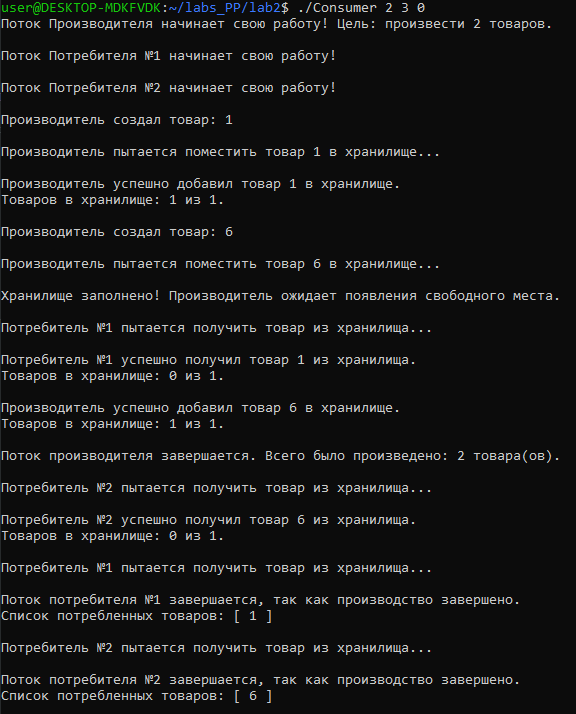 user@DESKTOP-MDKFVDK:~/labs_PP/lab2$ ./Consumer 2 3 0
Поток Производителя начинает свою работу! Цель: произвести 2 товаров.
Поток Потребителя №1 начинает свою работу!
Поток Потребителя №2 начинает свою работу!
Производитель создал товар: 1
Производитель пытается поместить товар 1 в хранилище...
Производитель успешно добавил товар 1 в хранилище.
Товаров в хранилище: 1 из 1.
Производитель создал товар: 6
Производитель пытается поместить товар 6 в хранилище...
Хранилище заполнено! Производитель ожидает появления свободного места.
Потребитель №1 пытается получить товар из хранилища...
Потребитель №1 успешно получил товар 1 из хранилища.
Товаров в хранилище: 0 из 1.
Производитель успешно добавил товар 6 в хранилище.
Товаров в хранилище: 1 из 1.
Поток производителя завершается. Всего было произведено: 2 товара(ов).
Потребитель №2 пытается получить товар из хранилища...
Потребитель №2 успешно получил товар 6 из хранилища.
Товаров в хранилище: 0 из 1.
Потребитель №1 пытается получить товар из хранилища...
Поток потребителя №1 завершается, так как производство завершено.
Список потребленных товаров: [ 1 ]
Потребитель №2 пытается получить товар из хранилища...
Поток потребителя №2 завершается, так как производство завершено.
Список потребленных товаров: [ 6 ]